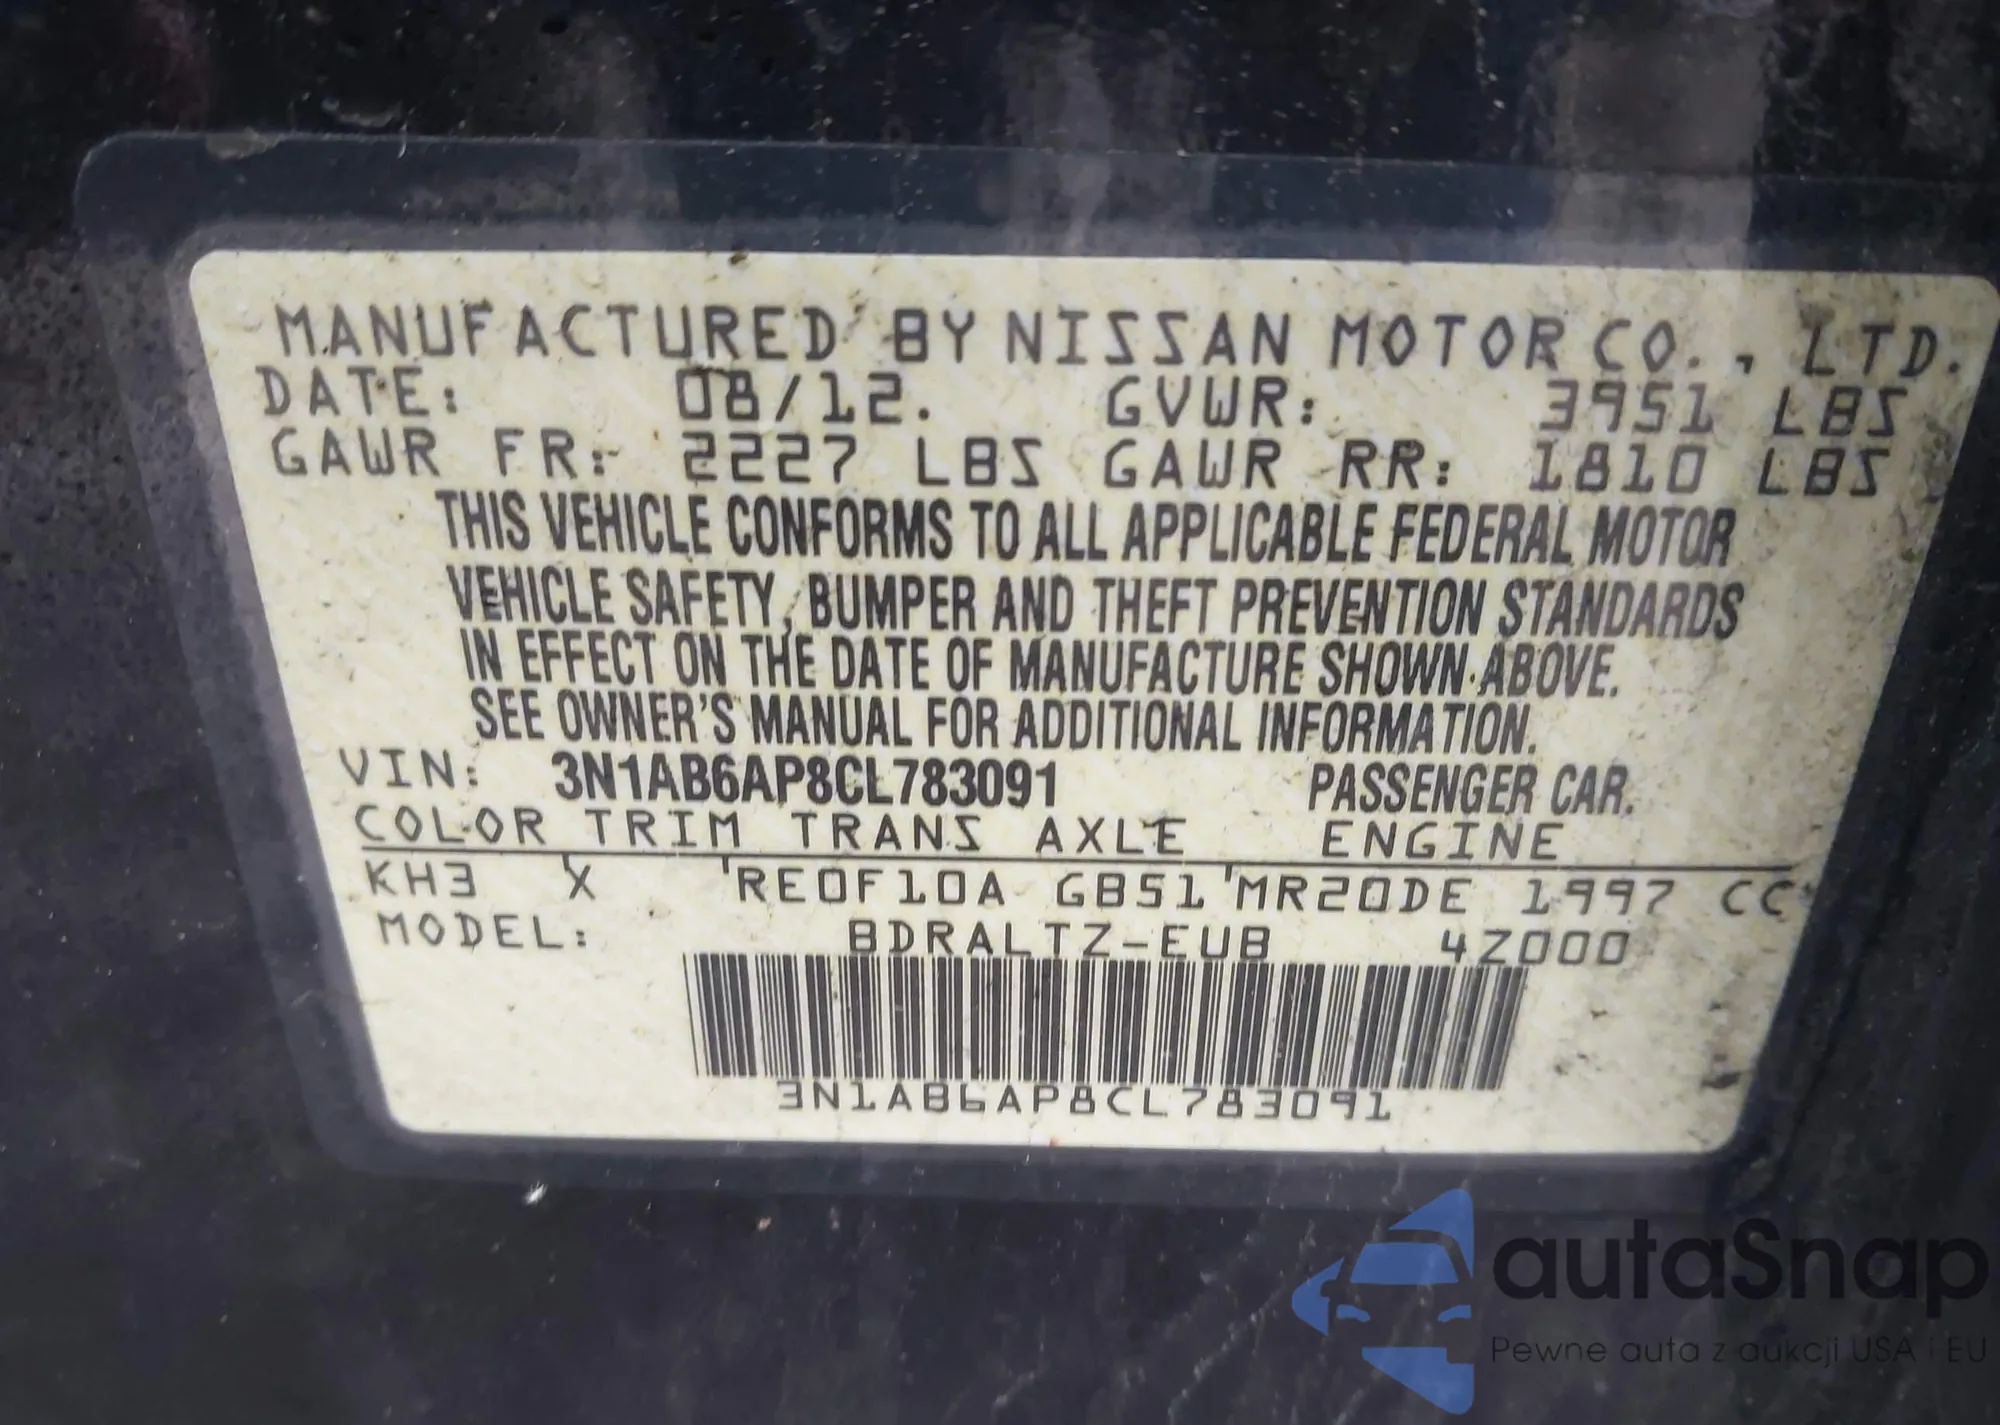 MANUFACTURED BY NISSAN MOTOR CO., LTD.
DATE: 08/12. GVWR: 3951 LBS
GAWR FR: 2227 LBS GAWR RR: 1810 LBS
THIS VEHICLE CONFORMS TO ALL APPLICABLE FEDERAL MOTOR
VEHICLE SAFETY, BUMPER AND THEFT PREVENTION STANDARDS
IN EFFECT ON THE DATE OF MANUFACTURE SHOWN ABOVE.
SEE OWNER'S MANUAL FOR ADDITIONAL INFORMATION.
VIN: 3N1AB6AP8CL783091 PASSENGER CAR.
COLOR TRIM TRANS AXLE ENGINE
KH3 X RE0F10A GB51 MR20DE 1997 CC
MODEL: BDRALTZ-EUB 4Z000
3N1AB6AP8CL783091
autaSnap
Pewne auta z aukcji USA i EU